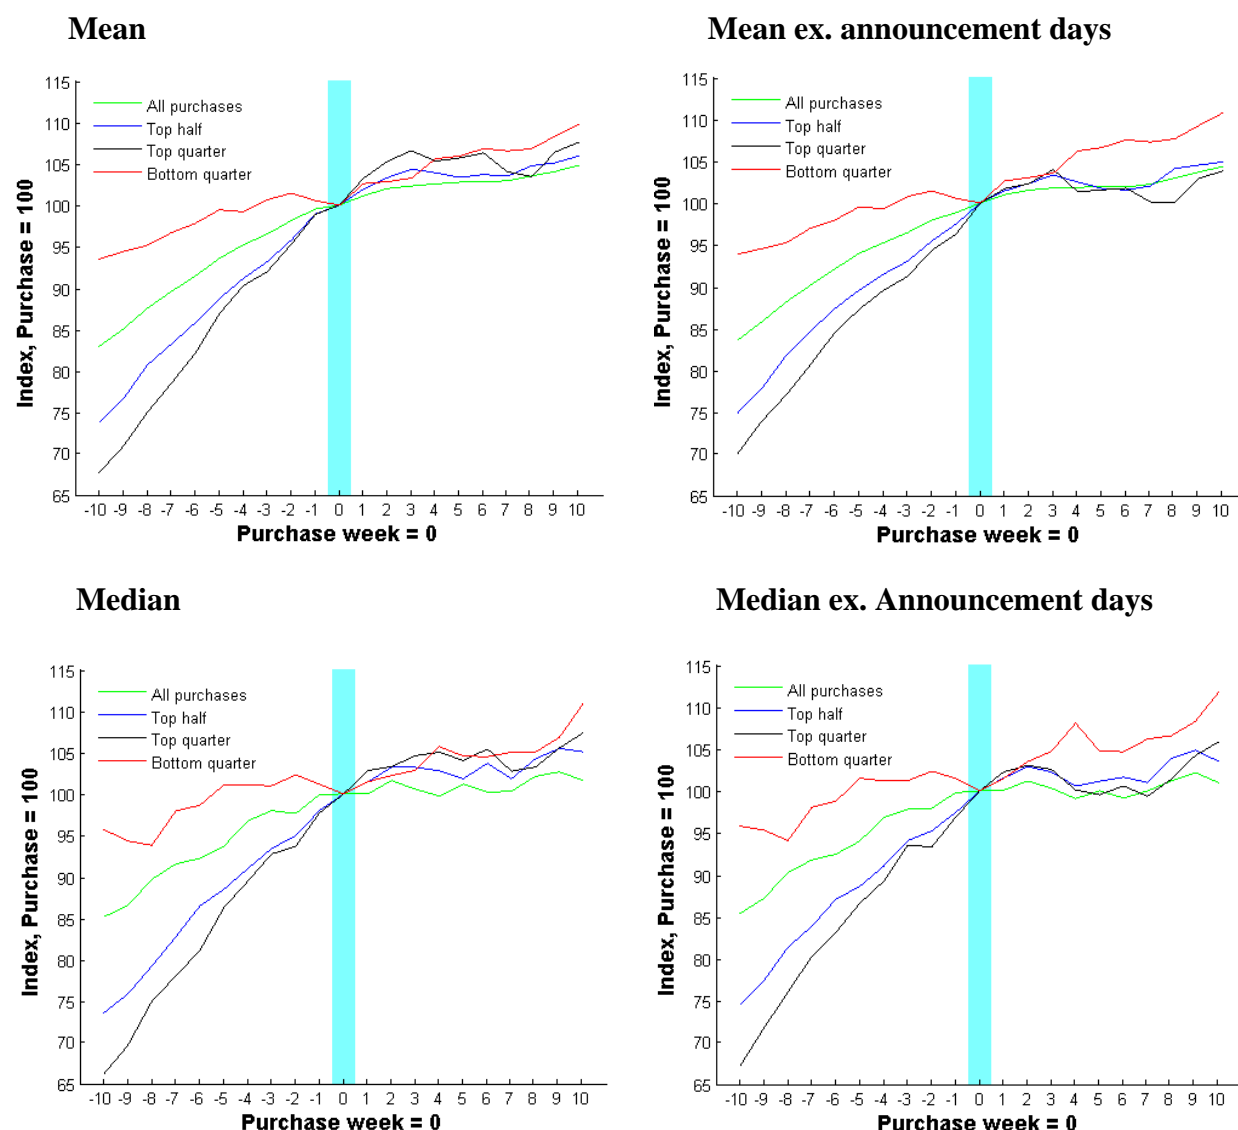 Mean
115
110
105
100
95
90
85
80
75
70
65
Index, Purchase = 100
All purchases
Top half
Top quarter
Bottom quarter
-10 -9 -8 -7 -6 -5 -4 -3 -2 -1 0 1 2 3 4 5 6 7 8 9 10
Purchase week = 0
Mean ex. announcement days
115
110
105
100
95
90
85
80
75
70
65
Index, Purchase = 100
All purchases
Top half
Top quarter
Bottom quarter
-10 -9 -8 -7 -6 -5 -4 -3 -2 -1 0 1 2 3 4 5 6 7 8 9 10
Purchase week = 0
Median
115
110
105
100
95
90
85
80
75
70
65
Index, Purchase = 100
All purchases
Top half
Top quarter
Bottom quarter
-10 -9 -8 -7 -6 -5 -4 -3 -2 -1 0 1 2 3 4 5 6 7 8 9 10
Purchase week = 0
Median ex. Announcement days
115
110
105
100
95
90
85
80
75
70
65
Index, Purchase = 100
All purchases
Top half
Top quarter
Bottom quarter
-10 -9 -8 -7 -6 -5 -4 -3 -2 -1 0 1 2 3 4 5 6 7 8 9 10
Purchase week = 0